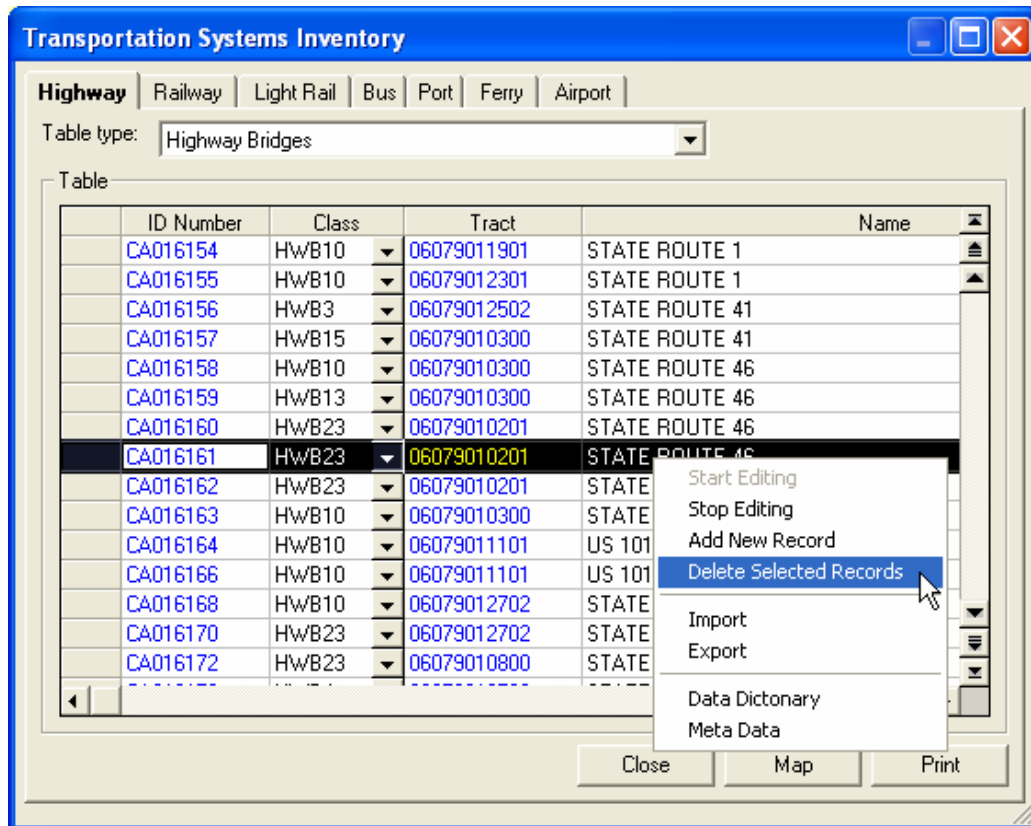 Transportation Systems Inventory
Highway Railway Light Rail Bus Port Ferry Airport
Table type: Highway Bridges
Table
ID Number Class Tract Name
CA016154 HWB10 06079011901 STATE ROUTE 1
CA016155 HWB10 06079012301 STATE ROUTE 1
CA016156 HWB3 06079012502 STATE ROUTE 41
CA016157 HWB15 06079010300 STATE ROUTE 41
CA016158 HWB10 06079010300 STATE ROUTE 46
CA016159 HWB13 06079010300 STATE ROUTE 46
CA016160 HWB23 06079010201 STATE ROUTE 46
CA016161 HWB23 06079010201 STATE ROUTE 46
CA016162 HWB23 06079010201 STATE
CA016163 HWB10 06079010300 STATE
CA016164 HWB10 06079011101 US 101
CA016166 HWB10 06079011101 US 101
CA016168 HWB10 06079012702 STATE
CA016170 HWB23 06079012702 STATE
CA016172 HWB23 06079010800 STATE
Start Editing
Stop Editing
Add New Record
Delete Selected Records
Import
Export
Data Dictonary
Meta Data
Close Map Print